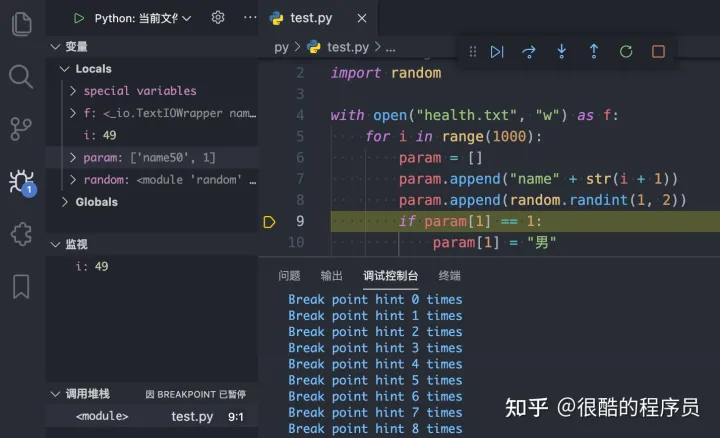 Python: 当前文件
变量
Locals
special variables
f: <_io.TextIOWrapper nam…
i: 49
param: ['name50', 1]
random: <module 'random' …
Globals
监视
i: 49
调用堆栈 因 BREAKPOINT 已暂停
<module> test.py 9:1
1
test.py
py > test.py > ...
2 import random
3
4 with open("health.txt", "w") as f:
5 for i in range(1000):
6 param = []
7 param.append("name" + str(i + 1))
8 param.append(random.randint(1, 2))
9 if param[1] == 1:
10 param[1] = "男"
问题 输出 调试控制台 终端
Break point hint 0 times
Break point hint 1 times
Break point hint 2 times
Break point hint 3 times
Break point hint 4 times
Break point hint 5 times
Break point hint 6 times
Break point hint 7 times
Break point hint 8 times
知乎 @很酷的程序员